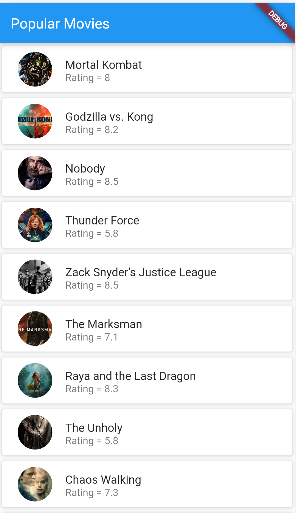 Popular Movies
DEBUG
Mortal Kombat
Rating = 8
Godzilla vs. Kong
Rating = 8.2
Nobody
Rating = 8.5
Thunder Force
Rating = 5.8
Zack Snyder's Justice League
Rating = 8.5
The Marksman
Rating = 7.1
Raya and the Last Dragon
Rating = 8.3
The Unholy
Rating = 5.8
Chaos Walking
Rating = 7.3